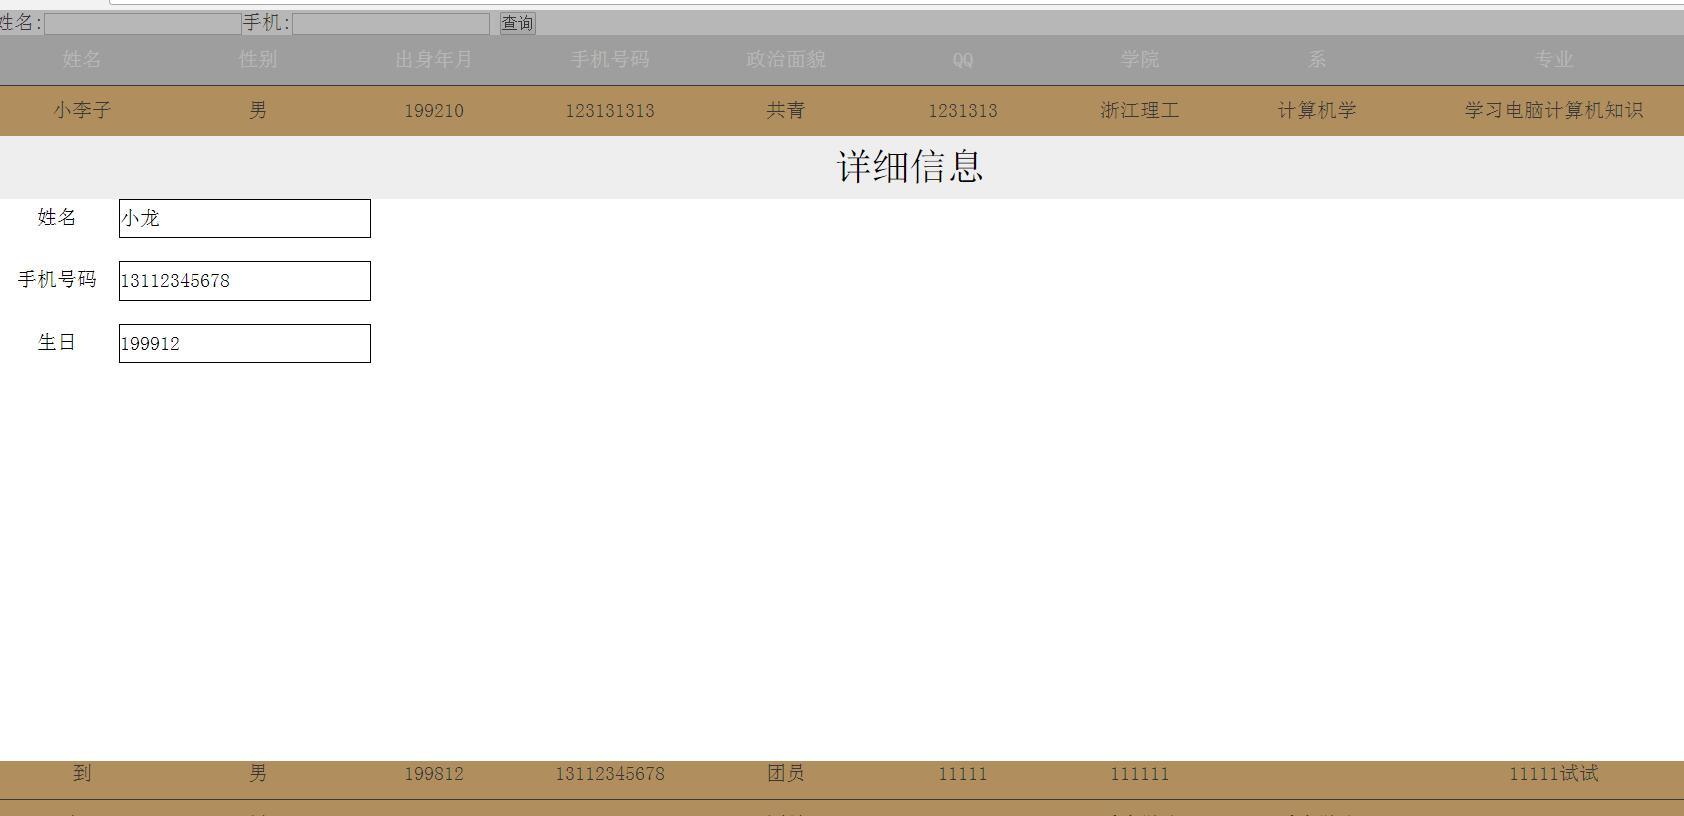 姓名: 手机: 查询
姓名 性别 出身年月 手机号码 政治面貌 QQ 学院 系 专业
小李子 男 199210 123131313 共青 1231313 浙江理工 计算机学 学习电脑计算机知识
详细信息
姓名 小龙
手机号码 13112345678
生日 199912
到 男 199812 13112345678 团员 11111 111111 11111试试